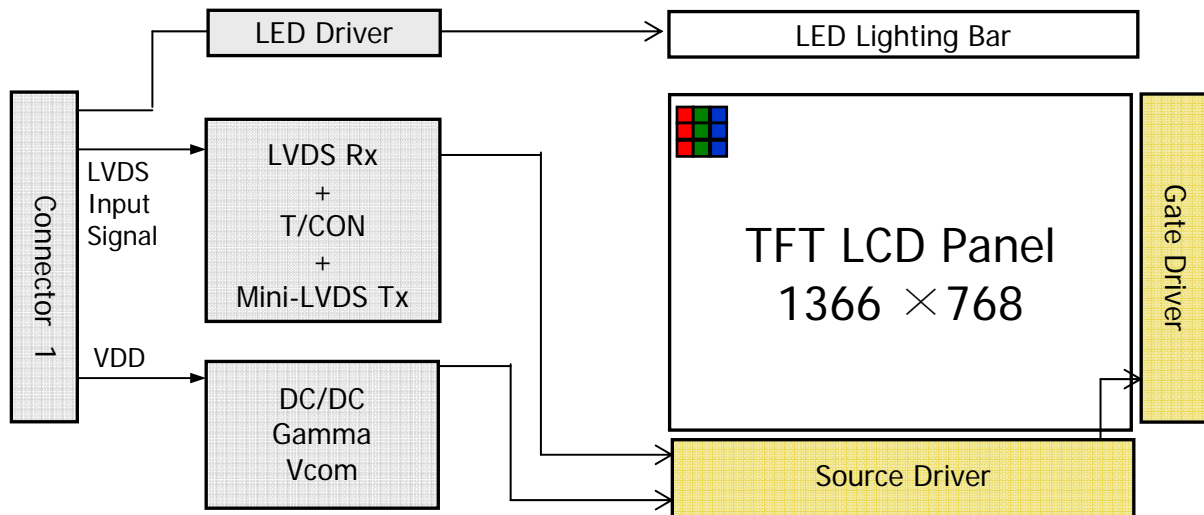 LED Driver
LED Lighting Bar
Connector 1
LVDS
Input
Signal
LVDS Rx
+
T/CON
+
Mini-LVDS Tx
TFT LCD Panel
1366 ×768
Gate Driver
VDD
DC/DC
Gamma
Vcom
Source Driver